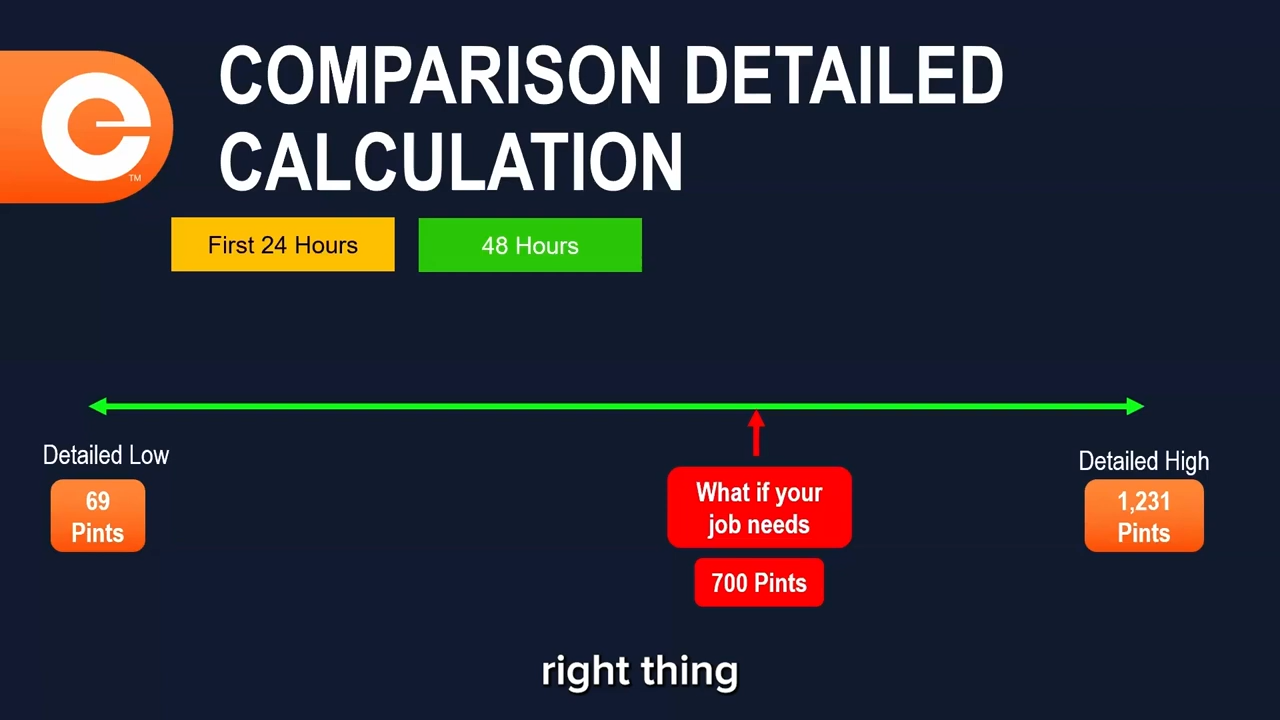 COMPARISON DETAILED
CALCULATION
e
TM
First 24 Hours
48 Hours
Detailed Low
69
Pints
What if your
job needs
700 Pints
Detailed High
1,231
Pints
right thing